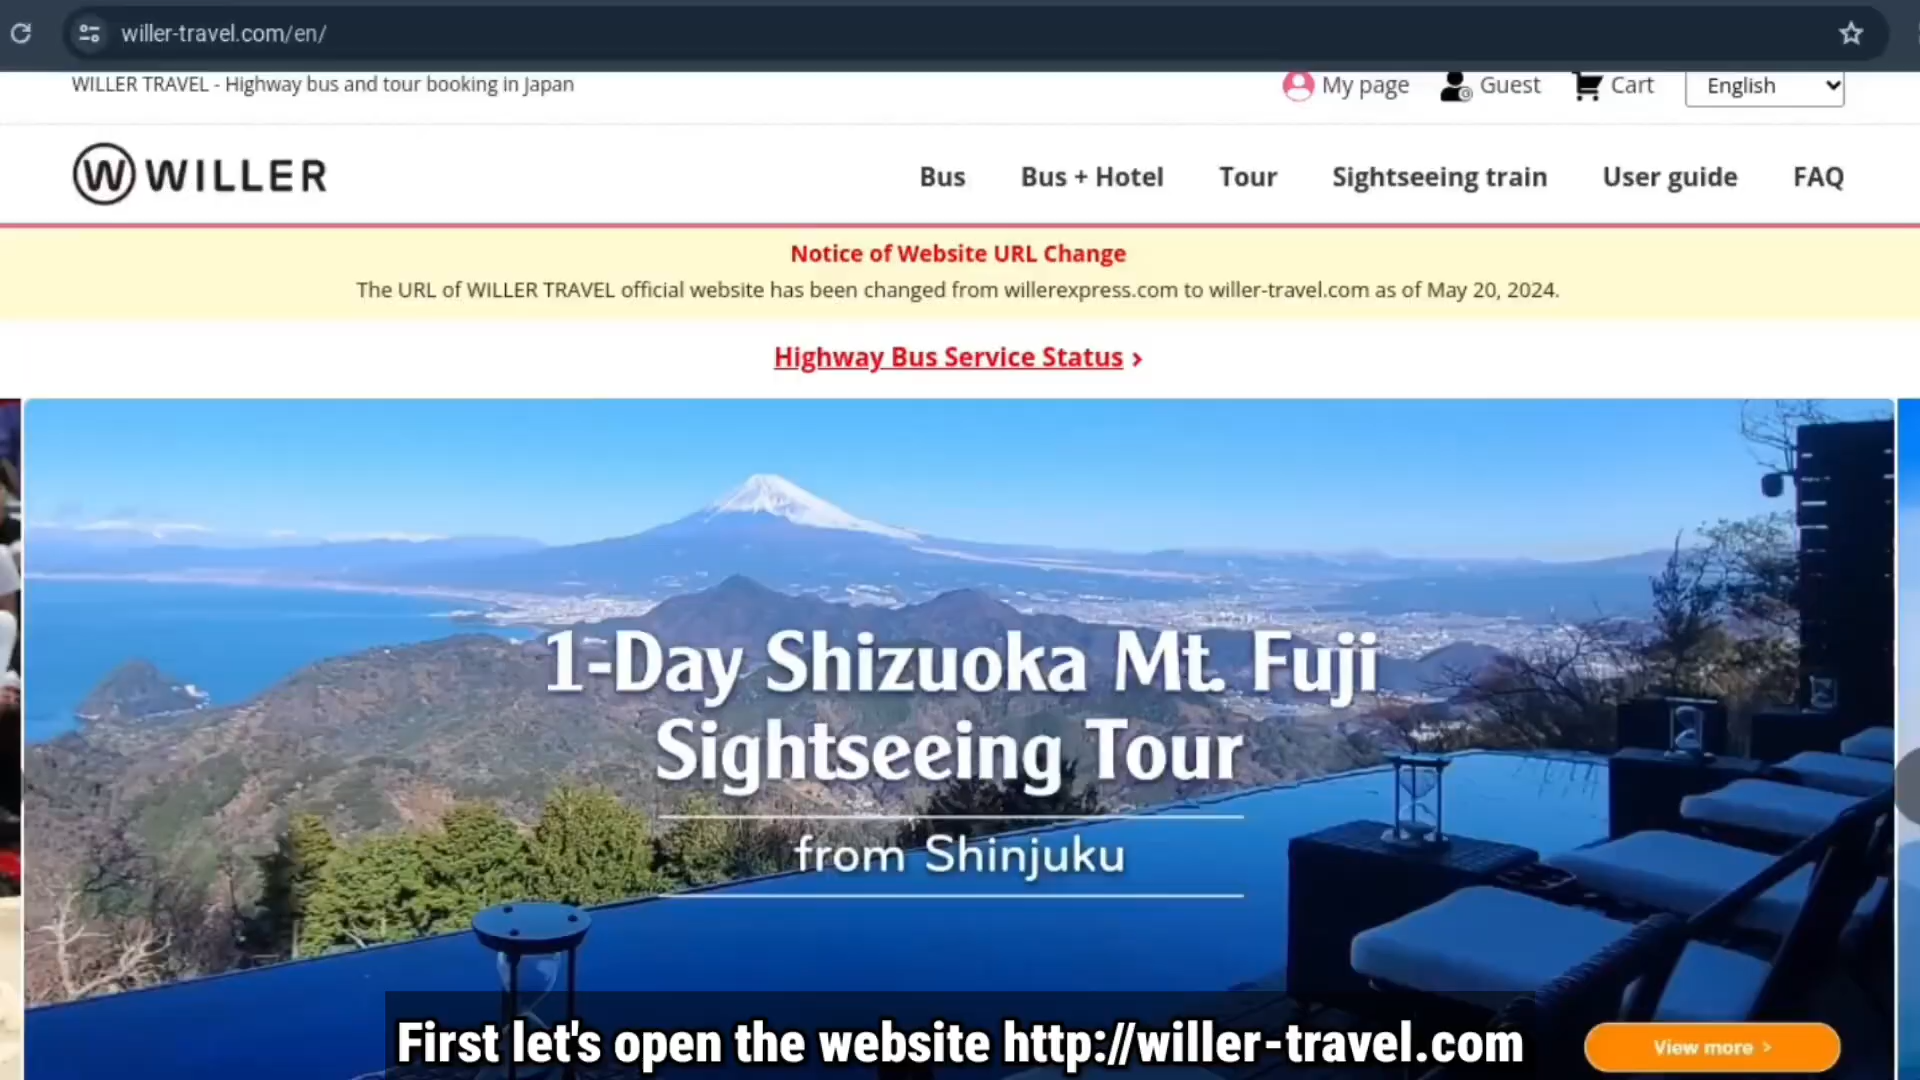 willer-travel.com/en/
WILLER TRAVEL - Highway bus and tour booking in Japan
My page
Guest
Cart
English
WILLER
Bus
Bus + Hotel
Tour
Sightseeing train
User guide
FAQ
Notice of Website URL Change
The URL of WILLER TRAVEL official website has been changed from willerexpress.com to willer-travel.com as of May 20, 2024.
Highway Bus Service Status >
1-Day Shizuoka Mt. Fuji
Sightseeing Tour
from Shinjuku
First let's open the website http://willer-travel.com
View more >